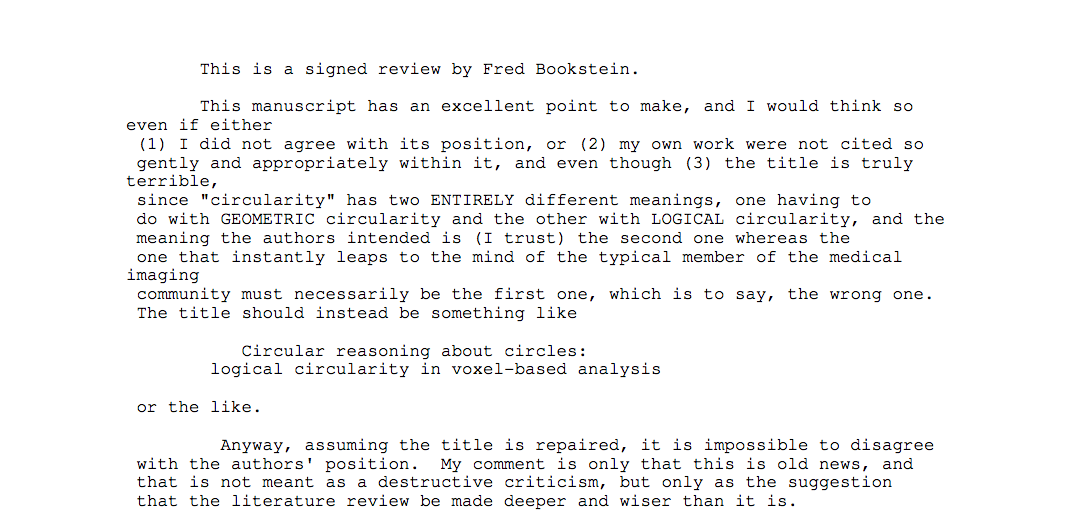 This is a signed review by Fred Bookstein.
This manuscript has an excellent point to make, and I would think so
even if either
(1) I did not agree with its position, or (2) my own work were not cited so
gently and appropriately within it, and even though (3) the title is truly
terrible,
since "circularity" has two ENTIRELY different meanings, one having to
do with GEOMETRIC circularity and the other with LOGICAL circularity, and the
meaning the authors intended is (I trust) the second one whereas the
one that instantly leaps to the mind of the typical member of the medical
imaging
community must necessarily be the first one, which is to say, the wrong one.
The title should instead be something like
Circular reasoning about circles:
logical circularity in voxel-based analysis
or the like.
Anyway, assuming the title is repaired, it is impossible to disagree
with the authors' position.  My comment is only that this is old news, and
that is not meant as a destructive criticism, but only as the suggestion
that the literature review be made deeper and wiser than it is.